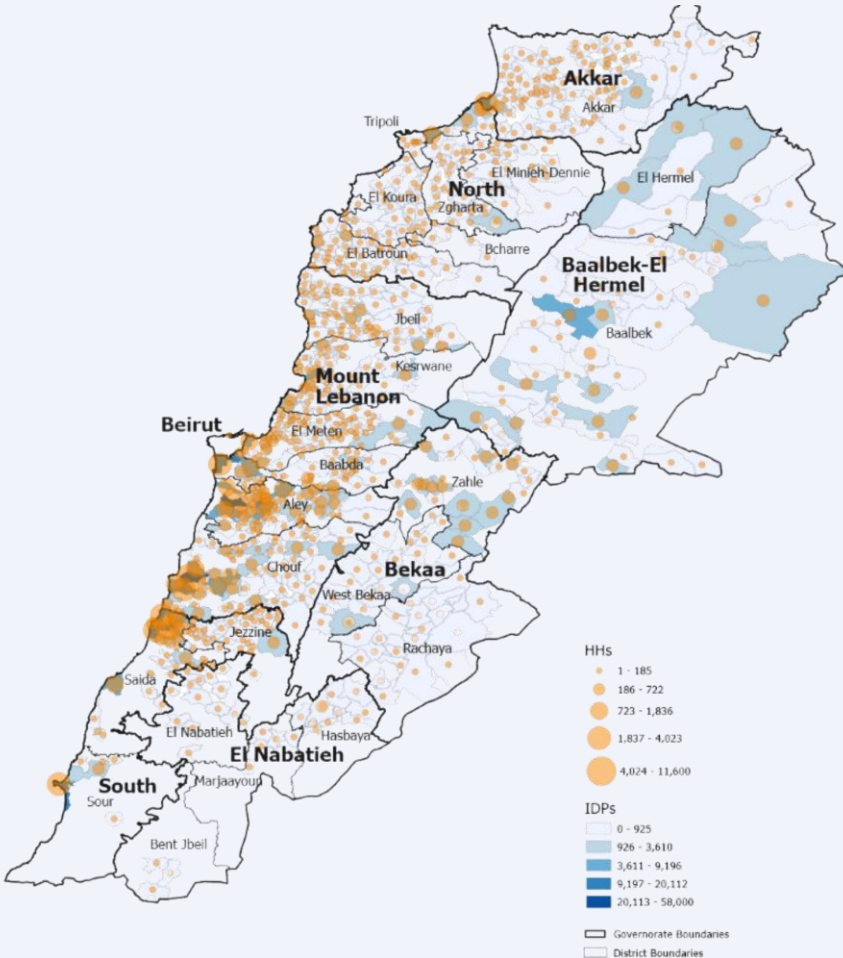 Akkar
Akkar
Tripoli
El Minieh-Dennie
El Hermel
North
El Koura
Zgharta
Bcharre
El Batroun
Baalbek-El
Hermel
Jbeil
Baalbek
Kesrwane
Mount
Lebanon
Beirut
El Meten
Baabda
Zahle
Aley
Chouf
Bekaa
West Bekaa
Jezzine
Rachaya
Saida
El Nabatieh
Hasbaya
El Nabatieh
Marjaayoun
South
Sour
Bent Jbeil
HHs
1 - 185
186 - 722
723 - 1,836
1,837 - 4,023
4,024 - 11,600
IDPs
0 - 925
926 - 3,610
3,611 - 9,196
9,197 - 20,112
20,113 - 58,000
Governorate Boundaries
District Boundaries